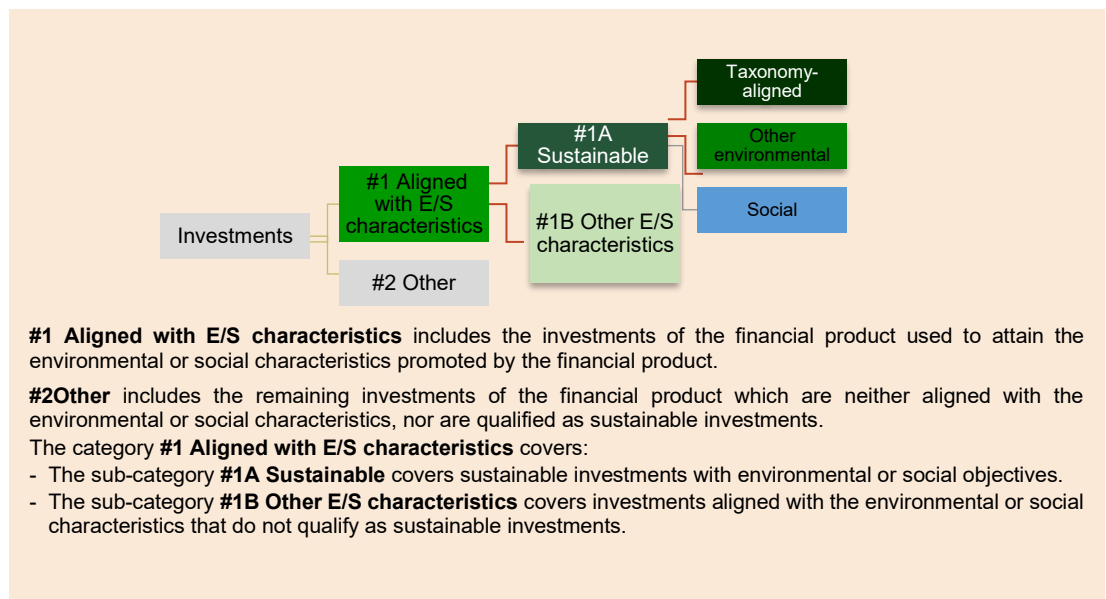 Taxonomy-
aligned
#1A
Sustainable
Other
environmental
#1 Aligned
with E/S
characteristics
#1B Other E/S
characteristics
Social
Investments
#2 Other
#1 Aligned with E/S characteristics includes the investments of the financial product used to attain the
environmental or social characteristics promoted by the financial product.
#2Other includes the remaining investments of the financial product which are neither aligned with the
environmental or social characteristics, nor are qualified as sustainable investments.
The category #1 Aligned with E/S characteristics covers:
- The sub-category #1A Sustainable covers sustainable investments with environmental or social objectives.
- The sub-category #1B Other E/S characteristics covers investments aligned with the environmental or social
characteristics that do not qualify as sustainable investments.